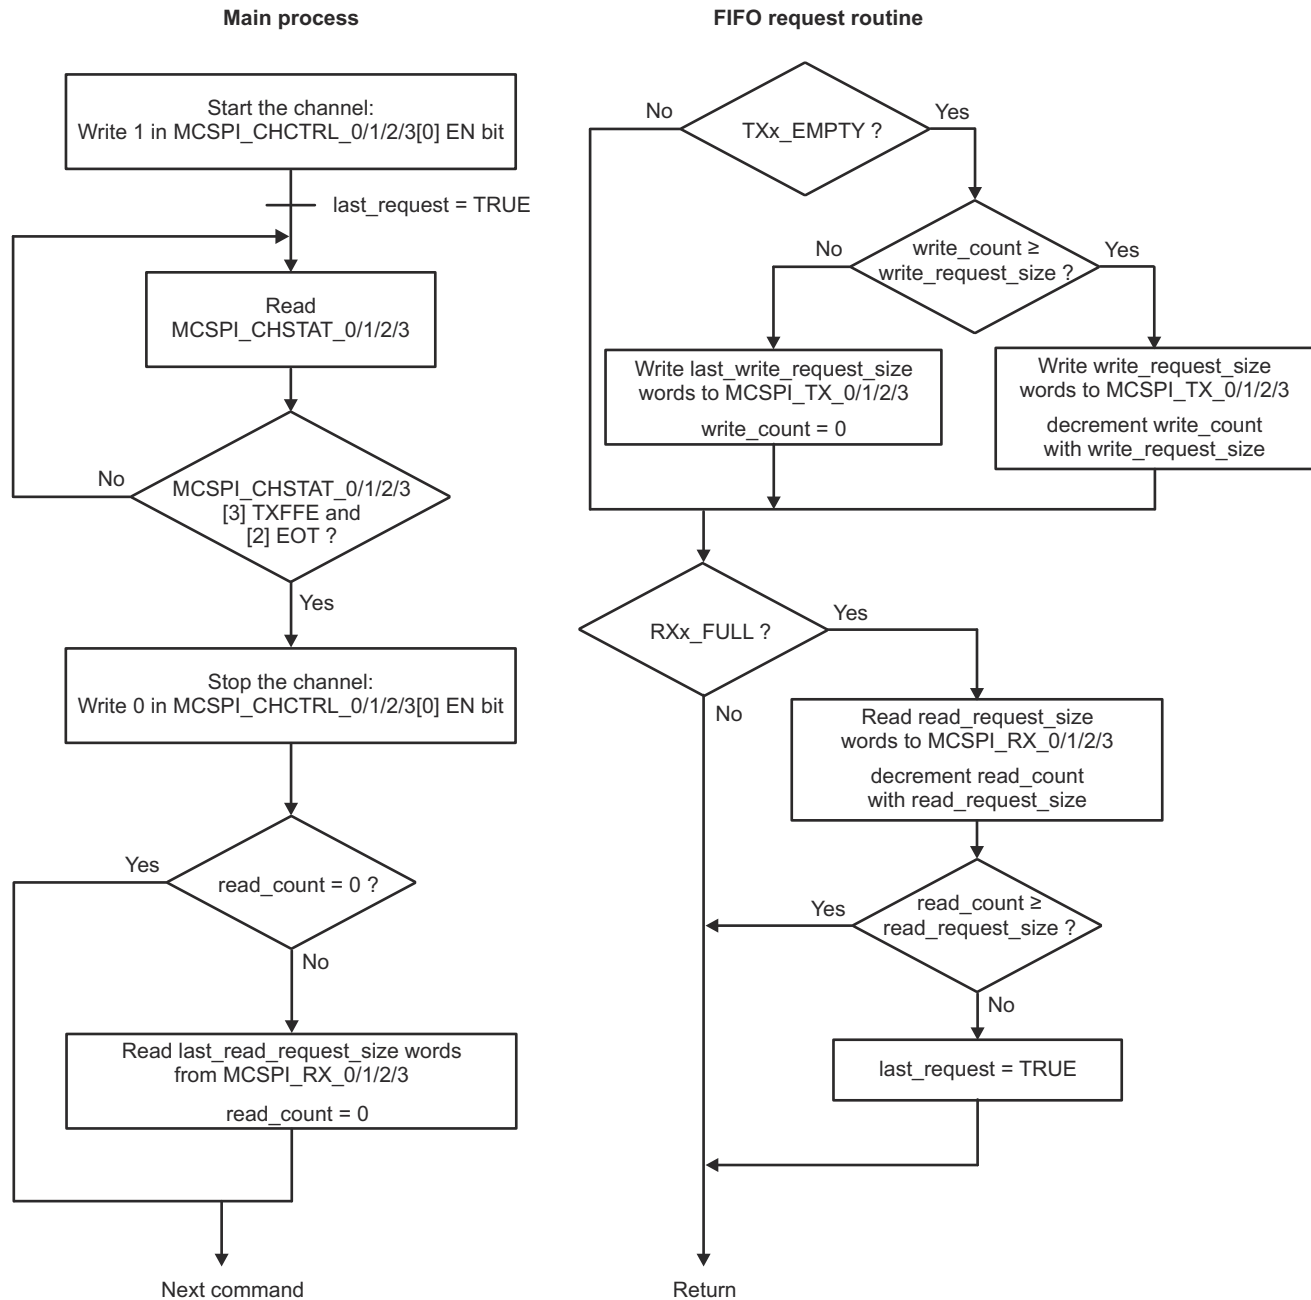 Main process
Start the channel:
Write 1 in MCSPI_CHCTRL_0/1/2/3[0] EN bit
last_request = TRUE
Read
MCSPI_CHSTAT_0/1/2/3
No
MCSPI_CHSTAT_0/1/2/3
[3] TXFFE and
[2] EOT ?
Yes
Stop the channel:
Write 0 in MCSPI_CHCTRL_0/1/2/3[0] EN bit
Yes
read_count = 0 ?
No
Read last_read_request_size words
from MCSPI_RX_0/1/2/3
read_count = 0
Next command
FIFO request routine
No
Yes
TXx_EMPTY ?
No
write_count ≥
write_request_size ?
Yes
Write last_write_request_size
words to MCSPI_TX_0/1/2/3
write_count = 0
Write write_request_size
words to MCSPI_TX_0/1/2/3
decrement write_count
with write_request_size
RXx_FULL ?
Yes
No
Read read_request_size
words to MCSPI_RX_0/1/2/3
decrement read_count
with read_request_size
Yes
read_count ≥
read_request_size ?
No
last_request = TRUE
Return